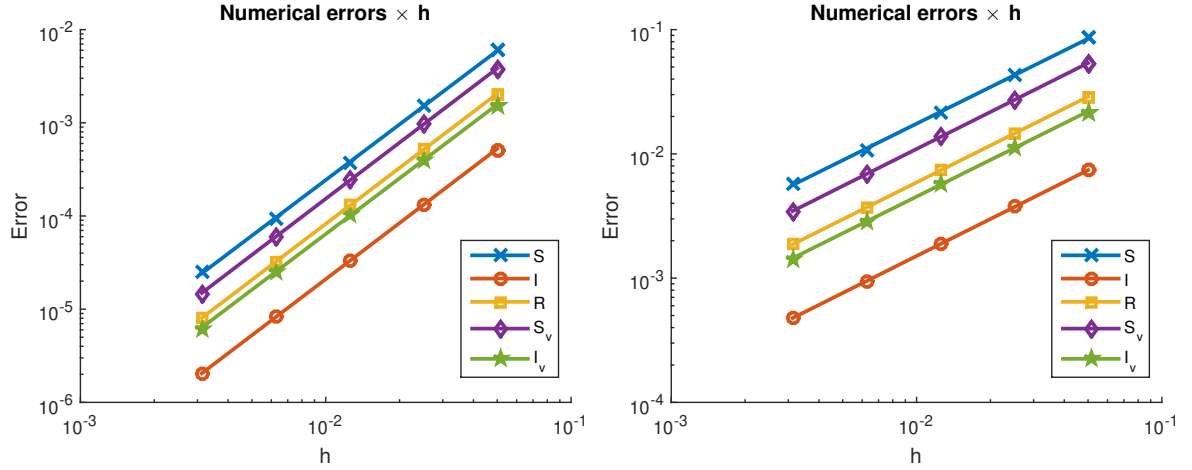 Numerical errors × h
10^-2
10^-3
10^-4
10^-5
10^-6
Error
10^-3
10^-2
10^-1
h
S
I
R
S_v
I_v
Numerical errors × h
10^-1
10^-2
10^-3
10^-4
Error
10^-3
10^-2
10^-1
h
S
I
R
S_v
I_v